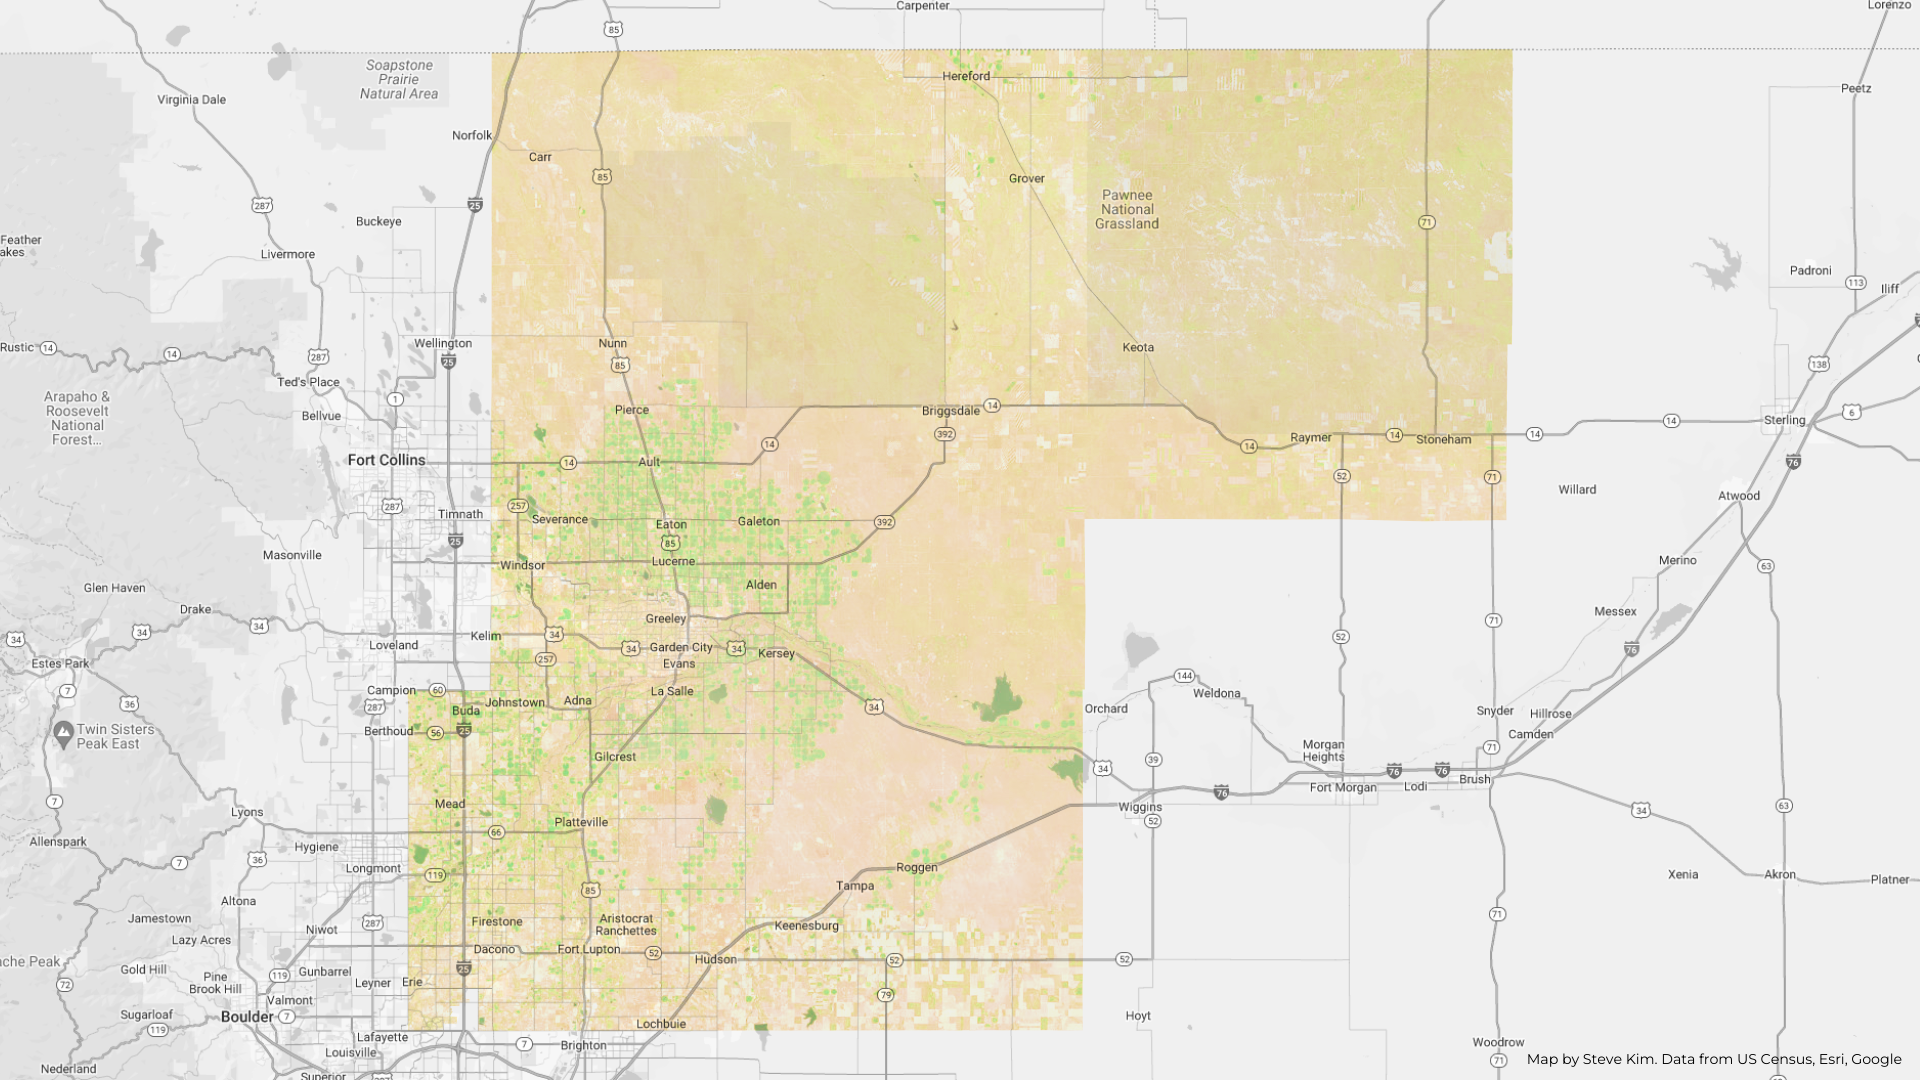 Carpenter
Lorenzo
85
Soapstone
Prairie
Natural Area
Hereford
Virginia Dale
Peetz
Norfolk
Carr
85
Grover
287
25
Pawnee
National
Grassland
Buckeye
71
Feather
akes
Livermore
Padroni
113
Iliff
Rustic
14
14
287
Wellington
25
Nunn
85
Keota
138
Ted's Place
1
Arapaho &
Roosevelt
National
Forest...
Bellvue
Pierce
Briggsdale
14
392
14
Raymer
14
Stoneham
14
14
Sterling
6
14
Fort Collins
14
Ault
76
52
71
Willard
Atwood
287
257
Timnath
Severance
Eaton
Galeton
392
25
85
Masonville
Windsor
Lucerne
Merino
63
Glen Haven
Alden
Drake
Messex
34
34
34
Loveland
Kelim
34
Greeley
34
Garden City
34
Kersey
Evans
257
52
71
76
Estes Park
7
36
Campion
60
287
La Salle
144
Weldona
Johnstown
Adna
Buda
34
Orchard
Snyder
Hillrose
Twin Sisters
Peak East
Berthoud
56
25
Camden
Gilcrest
34
39
Morgan
Heights
71
76
76
Brush
76
Fort Morgan
Lodi
7
Mead
Wiggins
52
34
63
Lyons
Platteville
66
Allenspark
Hygiene
7
36
Longmont
119
Roggen
Tampa
Xenia
Akron
Platner
85
Altona
Jamestown
287
Firestone
Aristocrat
Ranchettes
Keenesburg
71
Niwot
Lazy Acres
Dacono
Fort Lupton
52
Hudson
52
52
ache Peak
Gold Hill
119
Gunbarrel
25
72
Pine
Brook Hill
Leyner
Erie
79
Valmont
Sugarloaf
119
Boulder
7
Lochbuie
Hoyt
Lafayette
7
Brighton
Louisville
Woodrow
71
Nederland
Superior
287
Map by Steve Kim. Data from US Census, Esri, Google